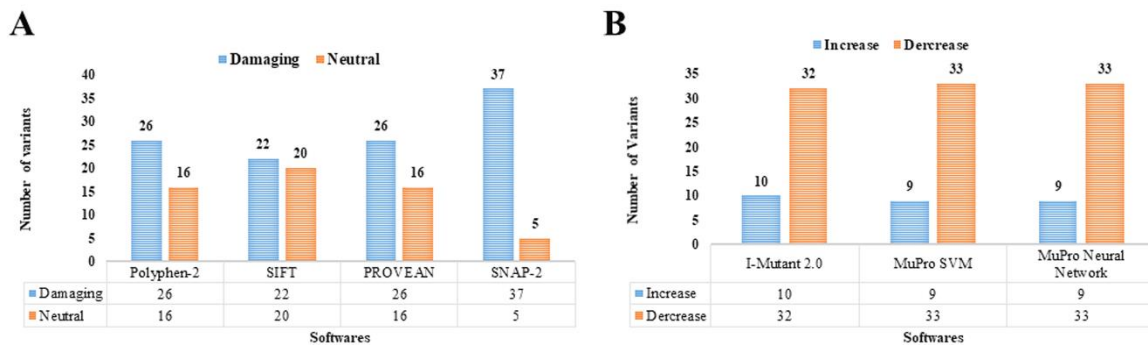 A
Damaging Neutral
Number of variants
40
35
30
25
20
15
10
5
0
26 16 22 20 26 16 37 5
Polyphen-2 SIFT PROVEAN SNAP-2
Damaging 26 22 26 37
Neutral 16 20 16 5
Softwares
B
Increase Dercrease
Number of Variants
35
30
25
20
15
10
5
0
10 32 9 33 9 33
I-Mutant 2.0 MuPro SVM MuPro Neural
Network
Increase 10 9 9
Dercrease 32 33 33
Softwares